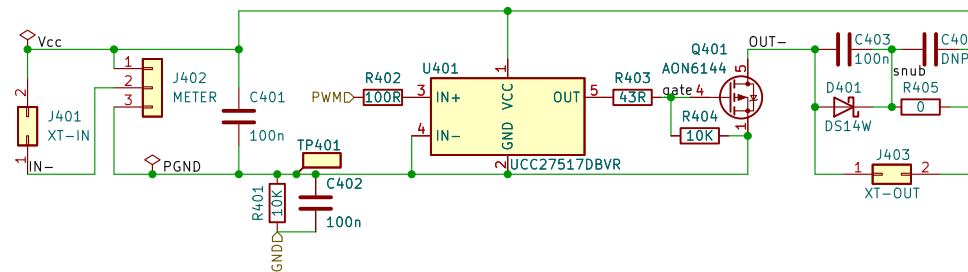 Vcc
1
2
3
J402
METER
2
J401
XT-IN
1
IN-
PGND
C401
100n
TP401
R401
10K
C402
100n
GND
PWM
R402
100R
U401
3
IN+
4
IN-
1
VCC
GND
2
OUT
5
UCC27517DBVR
R403
43R
gate
4
R404
10K
Q401
AON6144
5
1
OUT-
C403
100n
snub
D401
DS14W
C40
DNP
R405
0
J403
1
2
XT-OUT